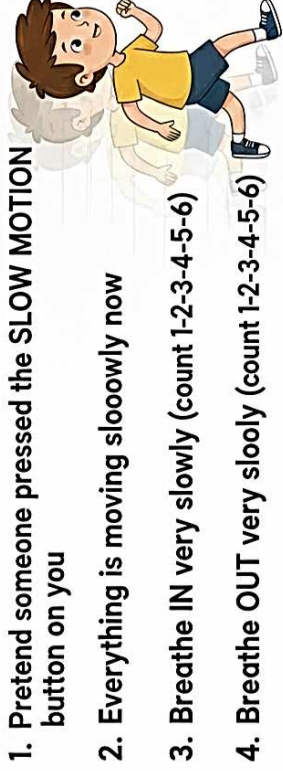 1. Pretend someone pressed the SLOW MOTION
button on you
2. Everything is moving slooowly now
3. Breathe IN very slowly (count 1-2-3-4-5-6)
4. Breathe OUT very slooly (count 1-2-3-4-5-6)